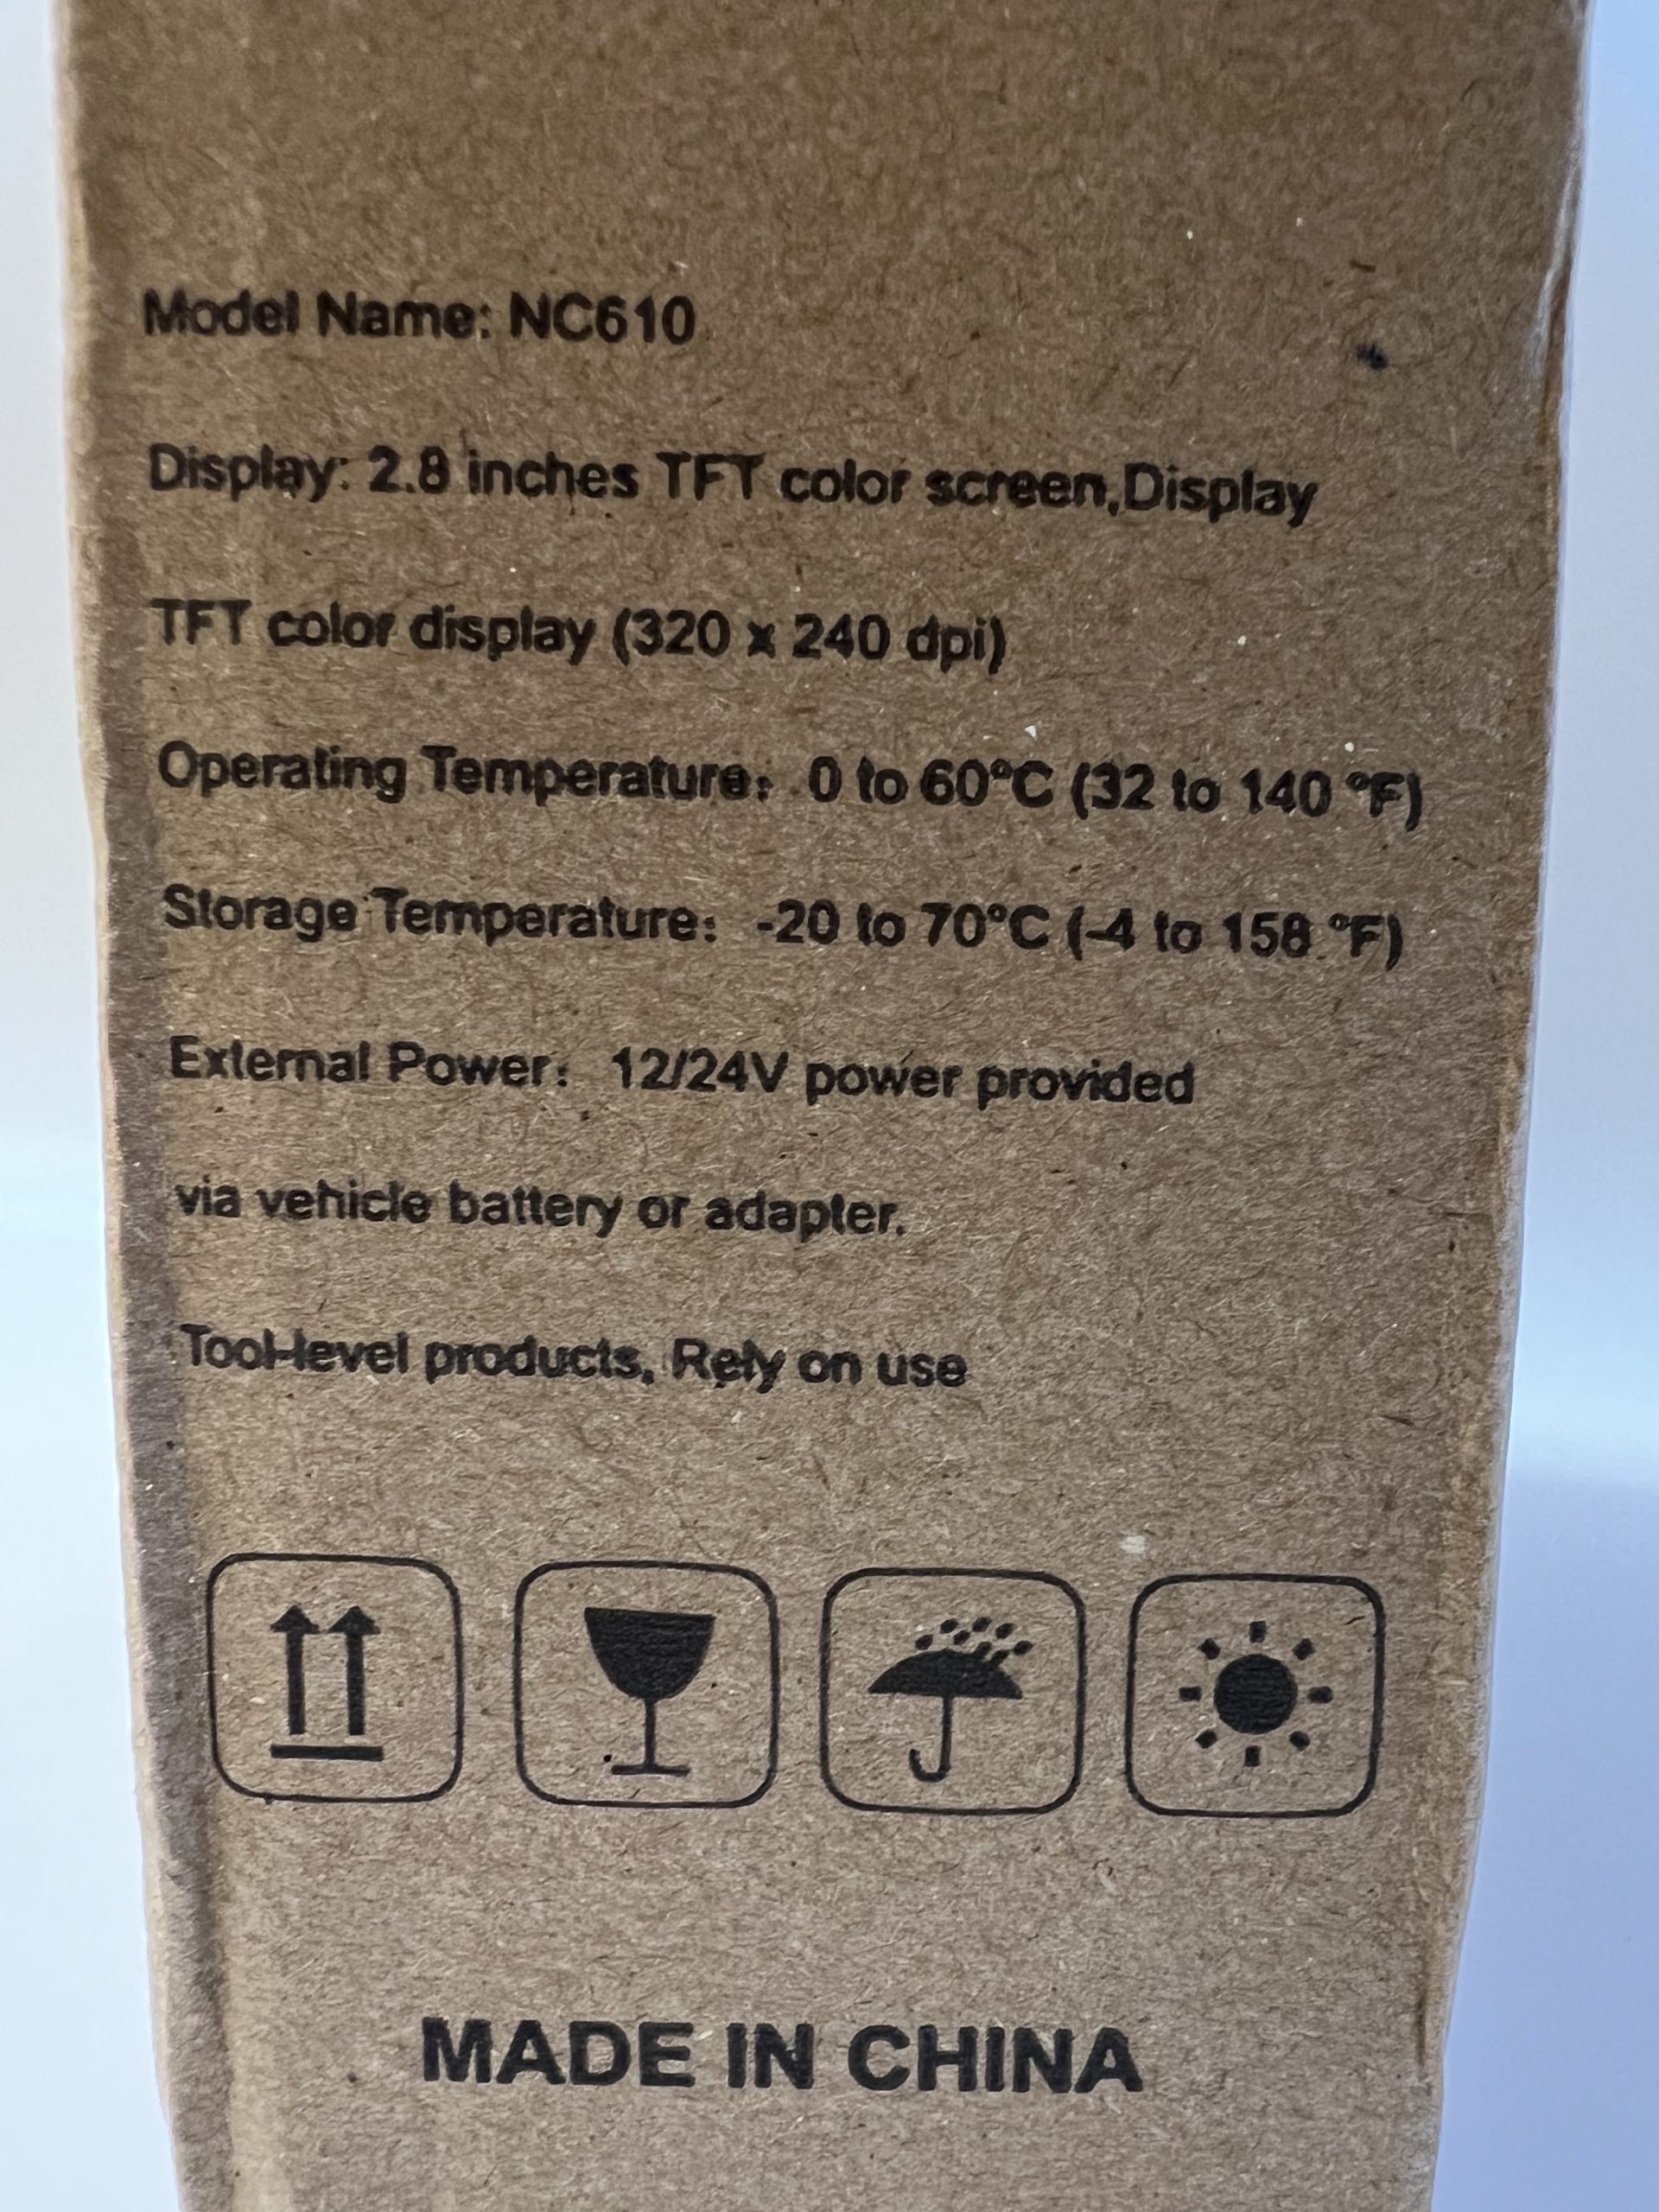 Model Name: NC610
Display: 2.8 inches TFT color screen,Display
TFT color display (320 x 240 dpi)
Operating Temperature: 0 to 60°C (32 to 140 °F)
Storage Temperature: -20 to 70°C (-4 to 158 °F)
External Power: 12/24V power provided
via vehicle battery or adapter.
Tool-level products, Rely on use
MADE IN CHINA